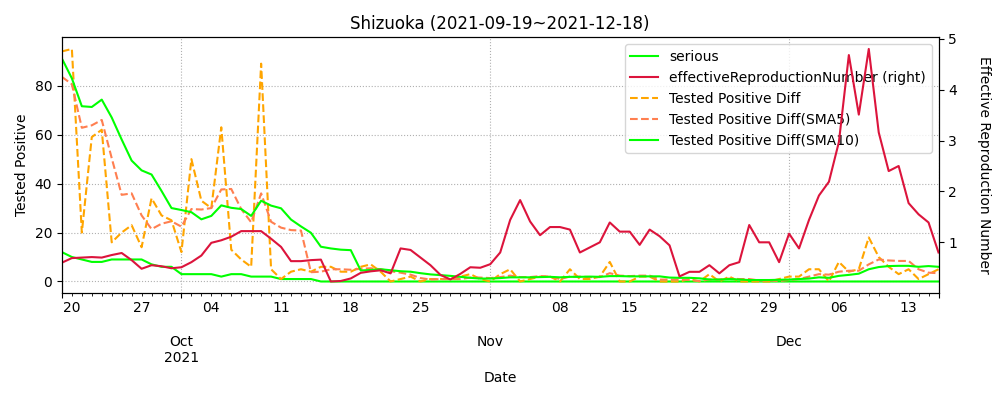 Shizuoka (2021-09-19~2021-12-18)
serious
effectiveReproductionNumber (right)
Tested Positive Diff
Tested Positive Diff(SMA5)
Tested Positive Diff(SMA10)
Tested Positive
80
60
40
20
0
5
4
3
2
1
Effective Reproduction Number
20 27 04 11 18 25 08 15 22 29 06 13
Oct Nov Dec
2021
Date